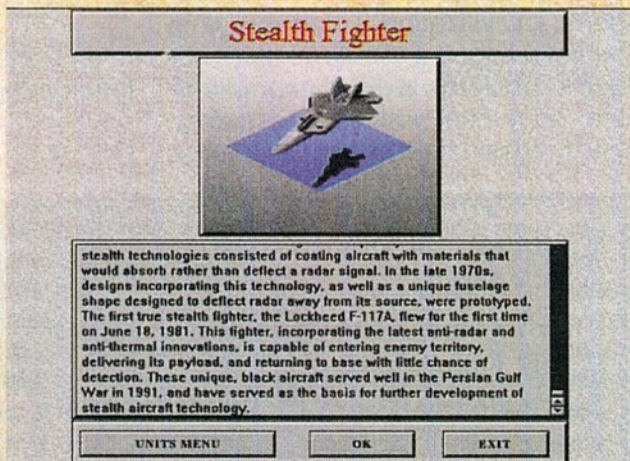 Stealth Fighter
stealth technologies consisted of coating aircraft with materials that
would absorb rather than deflect a radar signal. In the late 1970s,
designs incorporating this technology, as well as a unique fuselage
shape designed to deflect radar away from its source, were prototyped.
The first true stealth fighter, the Lockheed F-117A, flew for the first time
on June 18, 1981. This fighter, incorporating the latest anti-radar and
anti-thermal innovations, is capable of entering enemy territory,
delivering its payload, and returning to base with little chance of
detection. These unique, black aircraft served well in the Persian Gulf
War in 1991, and have served as the basis for further development of
stealth aircraft technology.
UNITS MENU
OK
EXIT